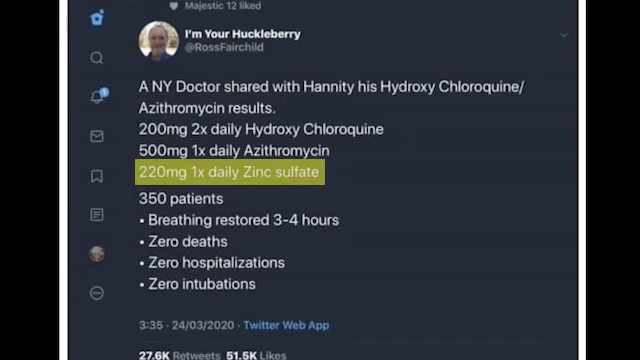 Majestic 12 liked
I'm Your Huckleberry
@RossFairchild
A NY Doctor shared with Hannity his Hydroxy Chloroquine/
Azithromycin results.
200mg 2x daily Hydroxy Chloroquine
500mg 1x daily Azithromycin
220mg 1x daily Zinc sulfate
350 patients
• Breathing restored 3-4 hours
• Zero deaths
• Zero hospitalizations
• Zero intubations
3:35 · 24/03/2020 · Twitter Web App
27.6K Retweets 51.5K Likes